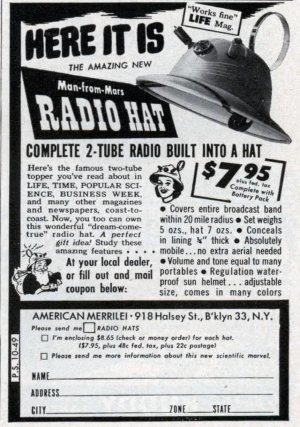 HERE IT IS
"Works fine"
LIFE Mag.
THE AMAZING NEW
Man-from-Mars
RADIO HAT
COMPLETE 2-TUBE RADIO BUILT INTO A HAT
Here's the famous two-tube
topper you've read about in
LIFE, TIME, POPULAR SCI-
ENCE, BUSINESS WEEK,
and many other magazines
and newspapers, coast-to-
coast. Now, you too can own
this wonderful "dream-come-
true" radio hat. A perfect
gift idea! Study these
amazing features • • • •
At your local dealer,
or fill out and mail
coupon below:
$7.95
plus fed. tax
Complete with
Battery Pack
• Covers entire broadcast band
within 20 mile radius • Set weighs
5 ozs., hat 7 ozs. • Conceals
in lining ¾" thick • Absolutely
mobile...no extra aerial needed
• Volume and tone equal to many
portables • Regulation water-
proof sun helmet ... adjustable
size, comes in many colors
AMERICAN MERRILEI • 918 Halsey St., B'klyn 33, N.Y.
Please send me RADIO HATS
I'm enclosing $8.65 (check or money order) for each hat.
($7.95, plus 48c fed. tax, plus 22c postage)
Please send me more information about this new scientific marvel.
NAME
ADDRESS
CITY ZONE STATE
P.S. 10-49